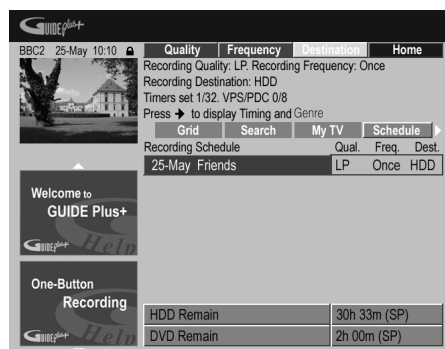 GUIDE Plus+
BBC2 25-May 10:10
Quality Frequency Destination Home
Recording Quality: LP. Recording Frequency: Once
Recording Destination: HDD
Timers set 1/32. VPS/PDC 0/8
Press → to display Timing and Genre
Grid Search My TV Schedule
Recording Schedule Qual. Freq. Dest.
25-May Friends LP Once HDD
Welcome to
GUIDE Plus+
GUIDE Plus+ Help
One-Button
Recording
GUIDE Plus+ Help
HDD Remain 30h 33m (SP)
DVD Remain 2h 00m (SP)